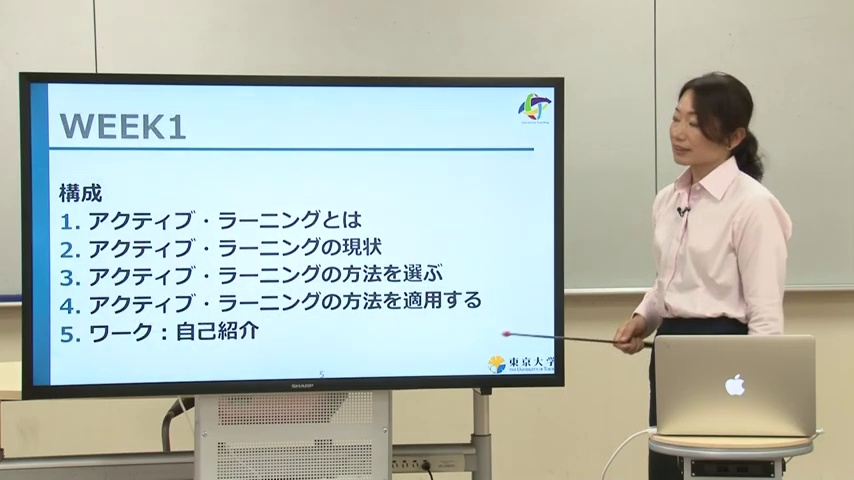 WEEK1
構成
1. アクティブ・ラーニングとは
2. アクティブ・ラーニングの現状
3. アクティブ・ラーニングの方法を選ぶ
4. アクティブ・ラーニングの方法を適用する
5. ワーク：自己紹介
5
東京大学
SHARP